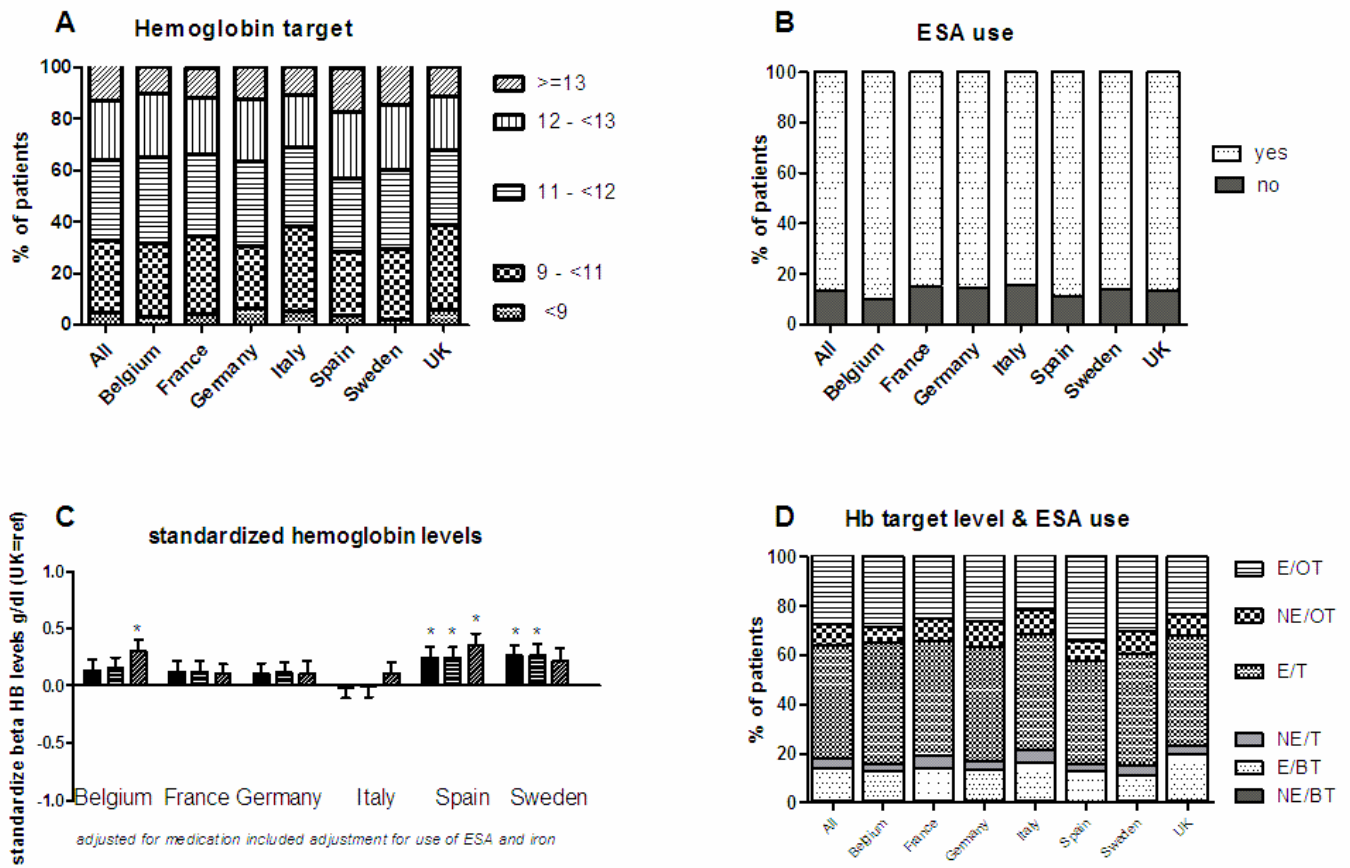 A
Hemoglobin target
% of patients
100
80
60
40
20
0
All
Belgium
France
Germany
Italy
Spain
Sweden
UK
>=13
12 - <13
11 - <12
9 - <11
<9
B
ESA use
% of patients
100
80
60
40
20
0
All
Belgium
France
Germany
Italy
Spain
Sweden
UK
yes
no
C
standardized hemoglobin levels
standardize beta HB levels g/dl (UK=ref)
1.0
0.5
0.0
-0.5
-1.0
*
* * *
* *
Belgium France Germany Italy Spain Sweden
adjusted for medication included adjustment for use of ESA and iron
D
Hb target level & ESA use
% of patients
100
80
60
40
20
0
All
Belgium
France
Germany
Italy
Spain
Sweden
UK
E/OT
NE/OT
E/T
NE/T
E/BT
NE/BT